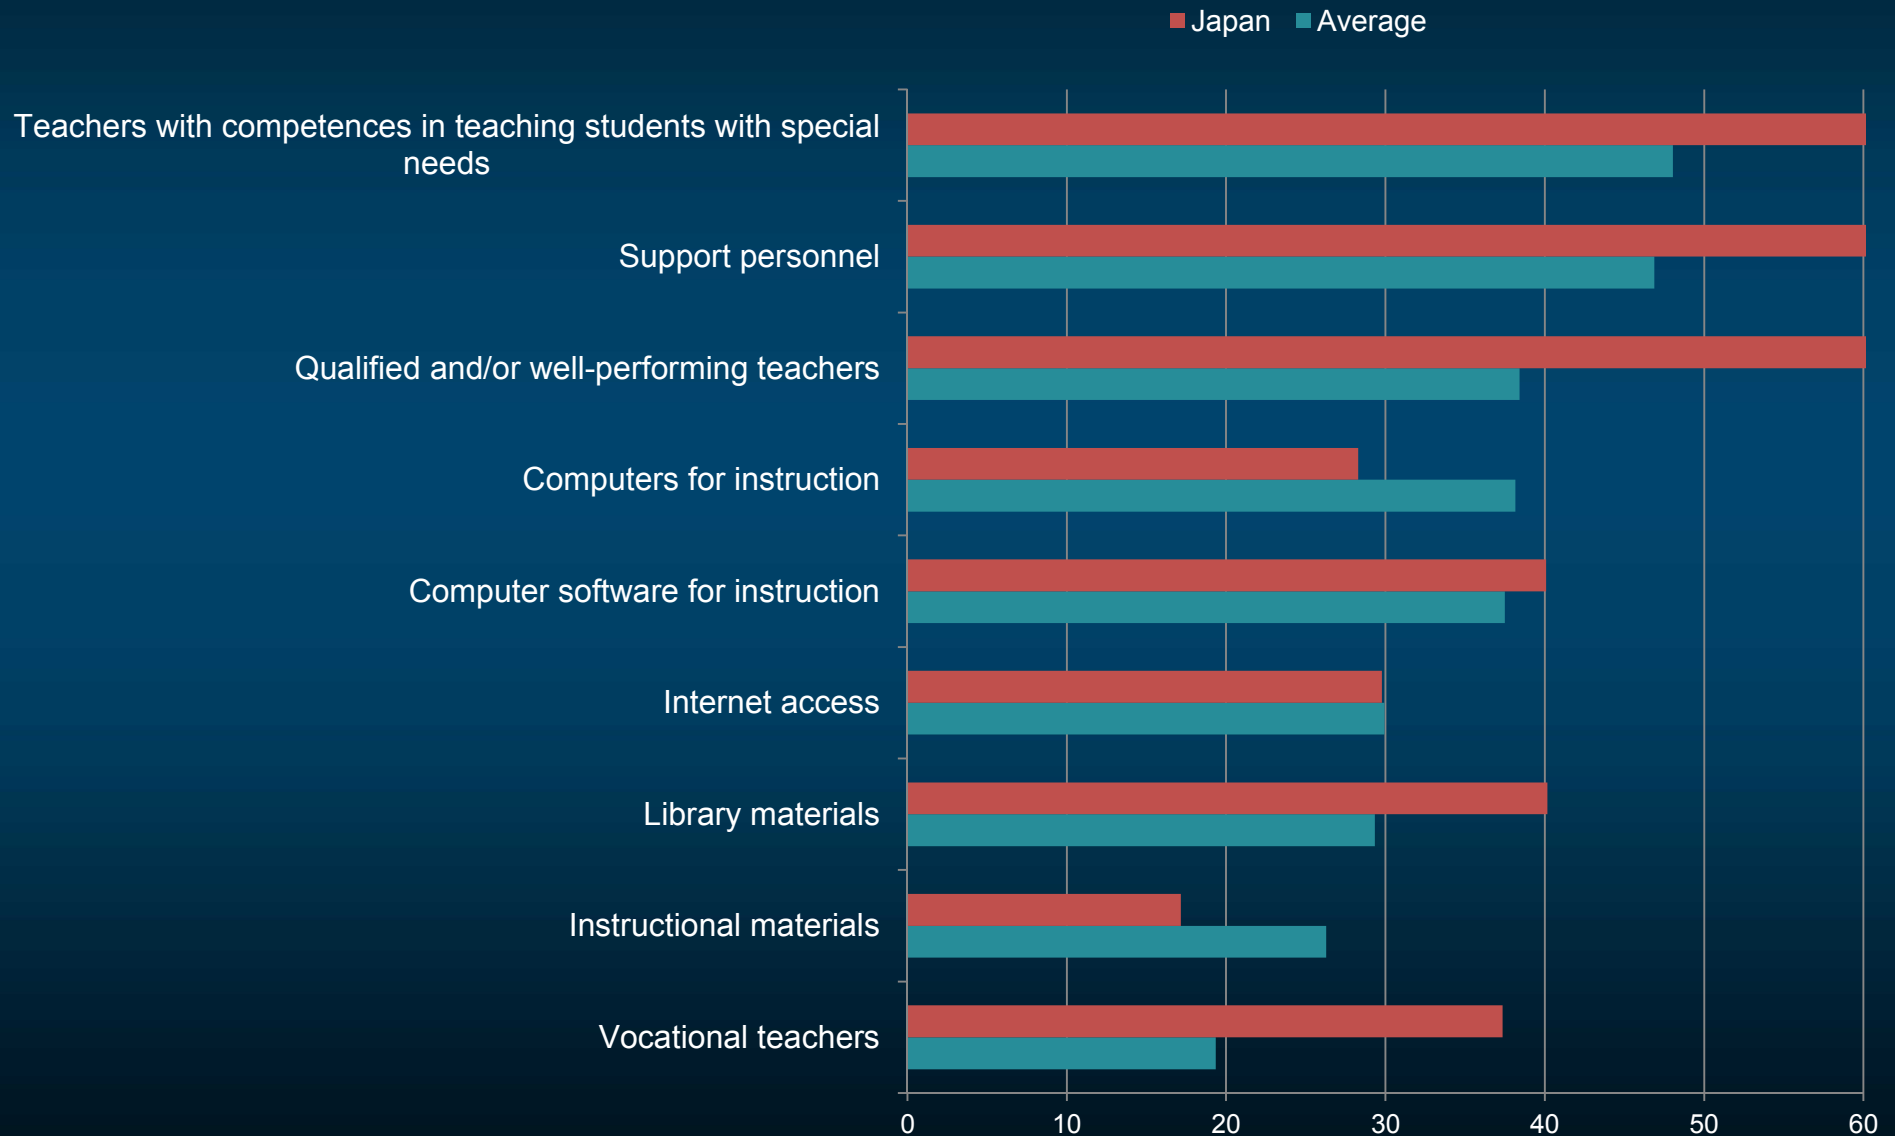 Japan Average
Teachers with competences in teaching students with special
needs
Support personnel
Qualified and/or well-performing teachers
Computers for instruction
Computer software for instruction
Internet access
Library materials
Instructional materials
Vocational teachers
0 10 20 30 40 50 60